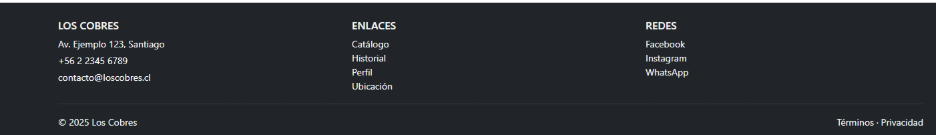 LOS COBRES
Av. Ejemplo 123, Santiago
+56 2 2345 6789
contacto@loscobres.cl
ENLACES
Catálogo
Historial
Perfil
Ubicación
REDES
Facebook
Instagram
WhatsApp
© 2025 Los Cobres
Términos · Privacidad